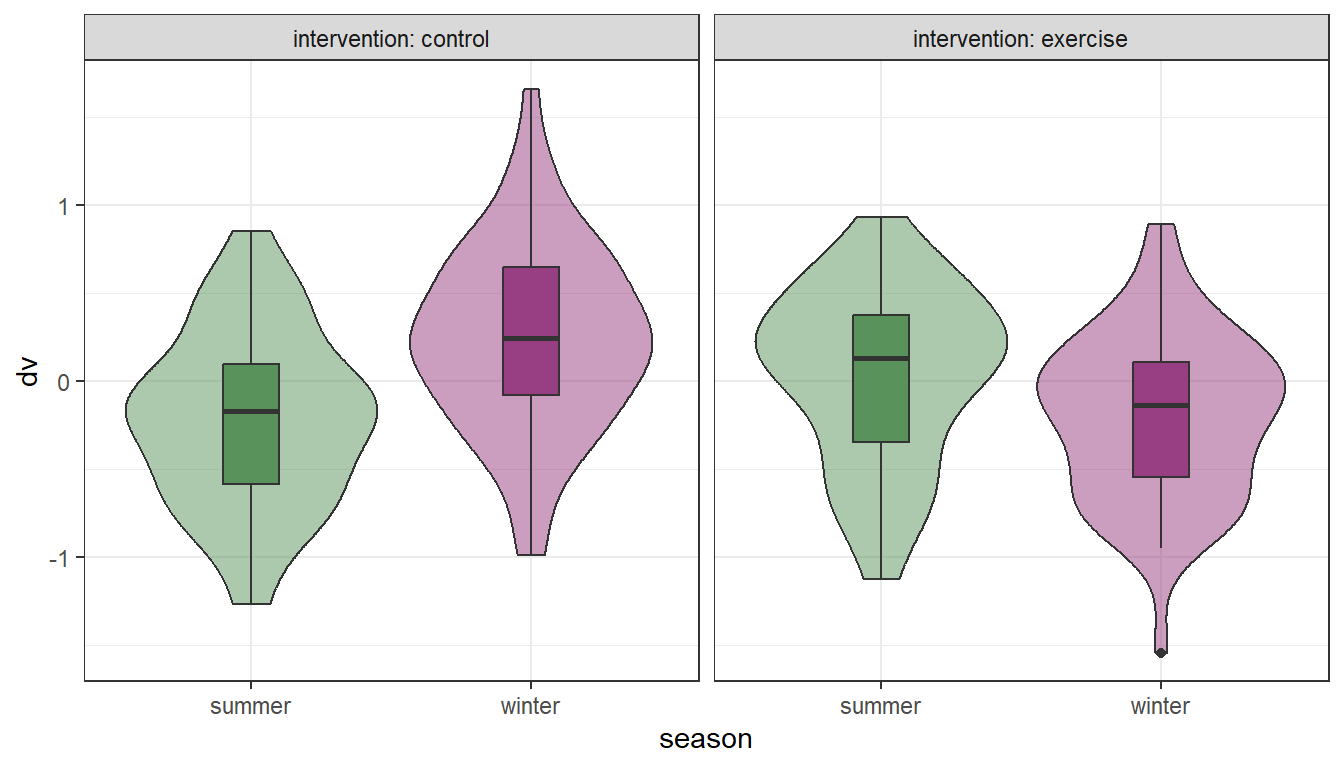 intervention: control
intervention: exercise
dv
1
0
-1
summer
winter
summer
winter
season